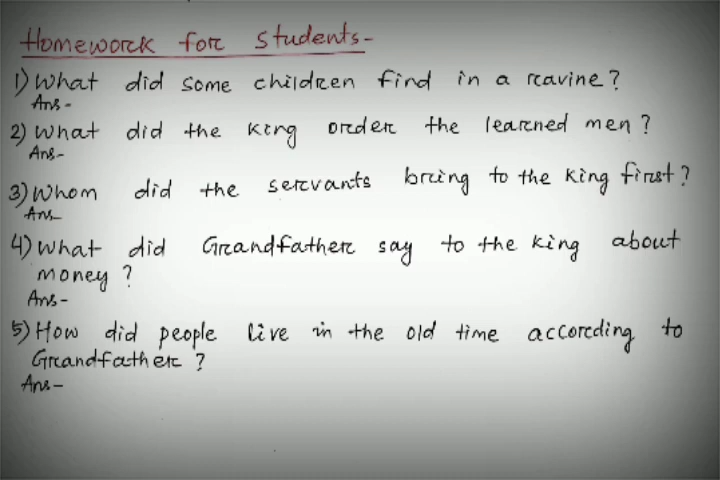 Homework for Students-
1) What did some children find in a ravine?
Ans-
2) What did the king order the learned men?
Ans-
3) Whom did the servants bring to the king first?
Ans-
4) What did Grandfather say to the king about
money?
Ans-
5) How did people live in the old time according to
Grandfather?
Ans-